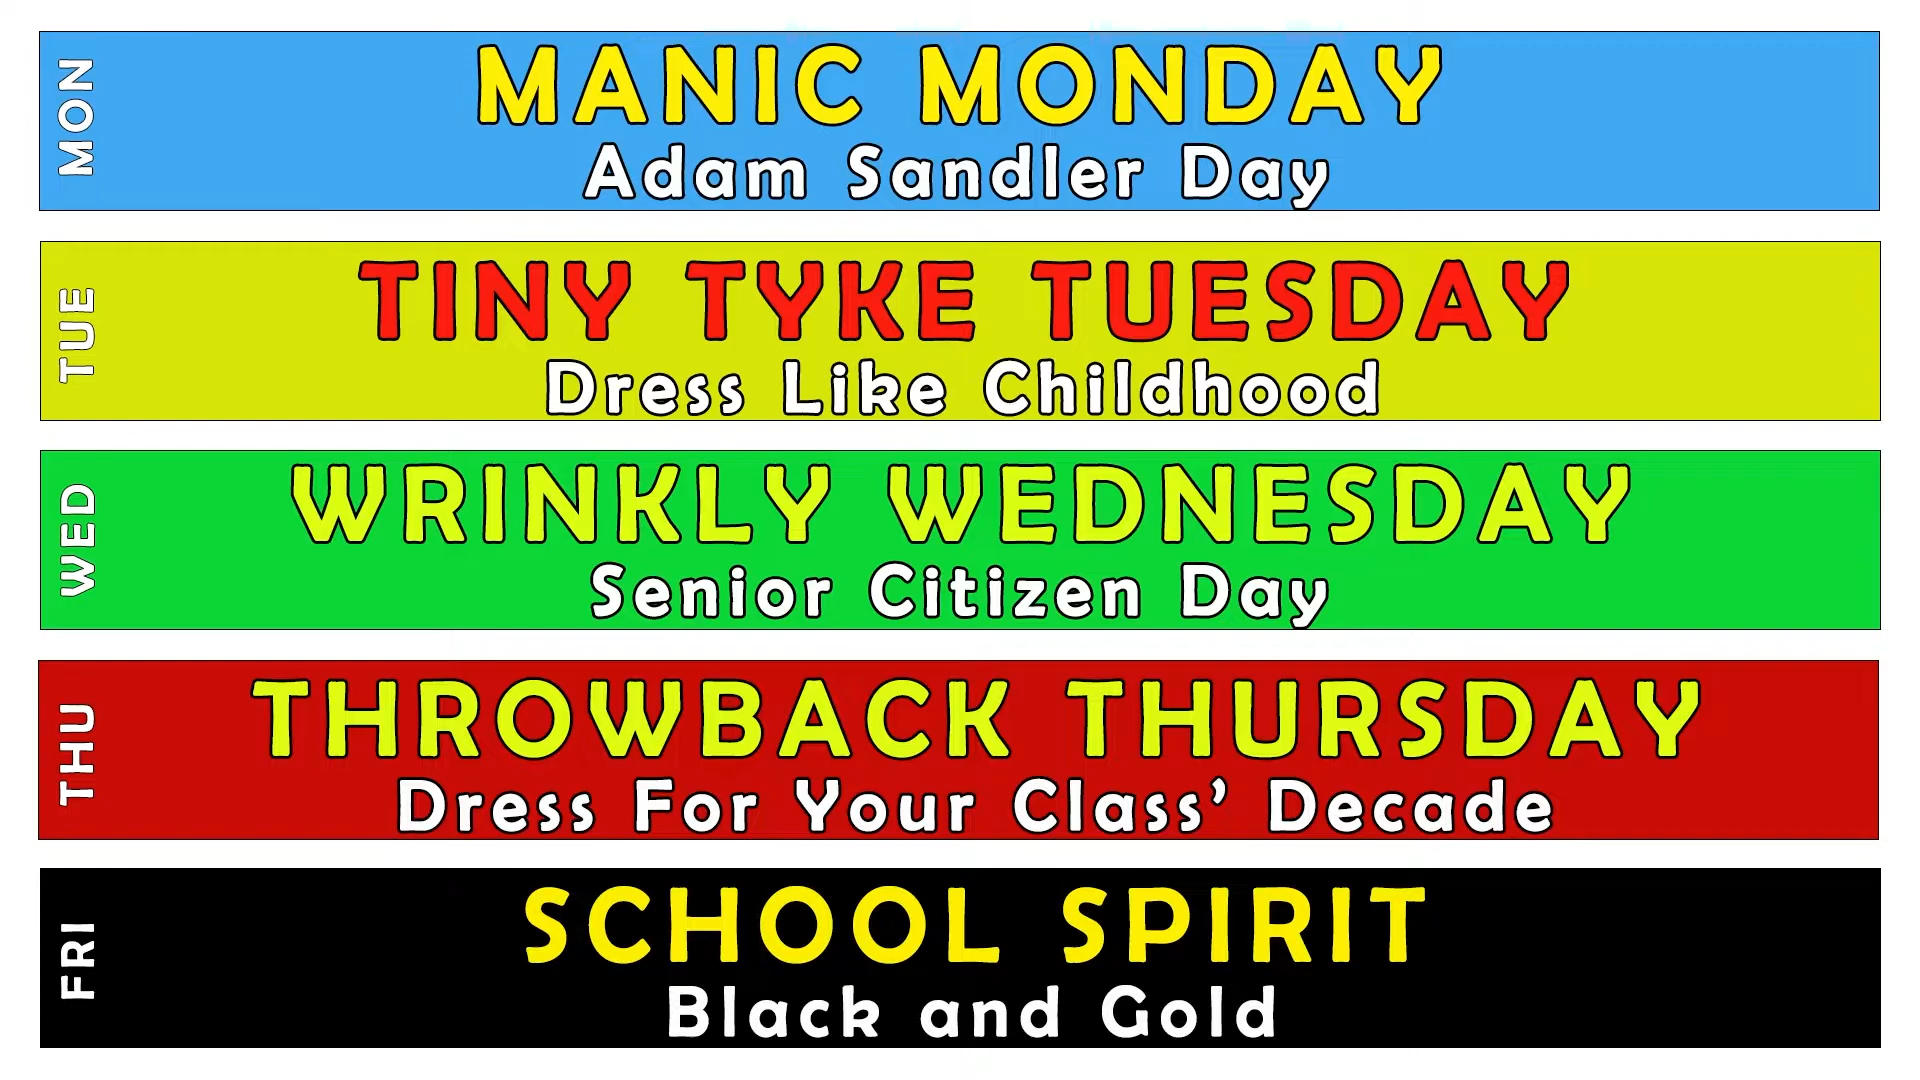 MON
MANIC MONDAY
Adam Sandler Day
TUE
TINY TYKE TUESDAY
Dress Like Childhood
WED
WRINKLY WEDNESDAY
Senior Citizen Day
THU
THROWBACK THURSDAY
Dress For Your Class’ Decade
FRI
SCHOOL SPIRIT
Black and Gold